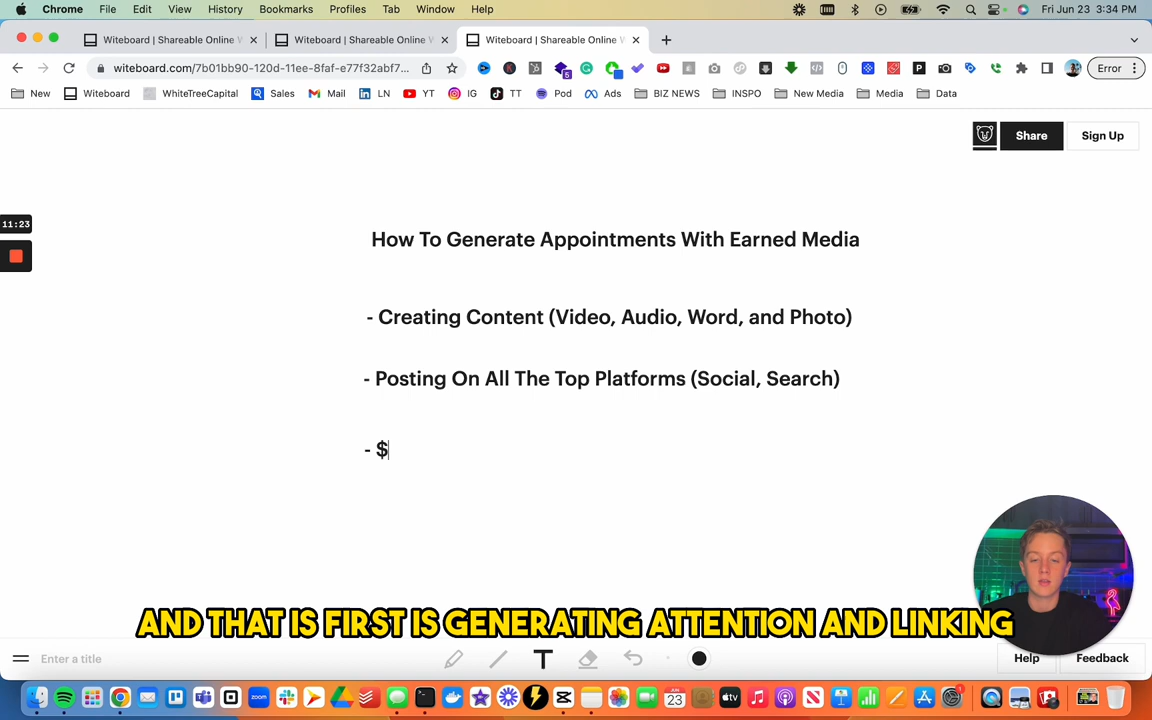 Chrome File Edit View History Bookmarks Profiles Tab Window Help Fri Jun 23 3:34 PM
Witeboard | Shareable Online W Witeboard | Shareable Online W Witeboard | Shareable Online W
witeboard.com/7b01bb90-120d-11ee-8faf-e77f32abf7... Error
New Witeboard WhiteTreeCapital Sales Mail LN YT IG TT Pod Ads BIZ NEWS INSPO New Media Media Data
Share Sign Up
11:23
How To Generate Appointments With Earned Media
- Creating Content (Video, Audio, Word, and Photo)
- Posting On All The Top Platforms (Social, Search)
- $
AND THAT IS FIRST IS GENERATING ATTENTION AND LINKING
Enter a title T Help Feedback